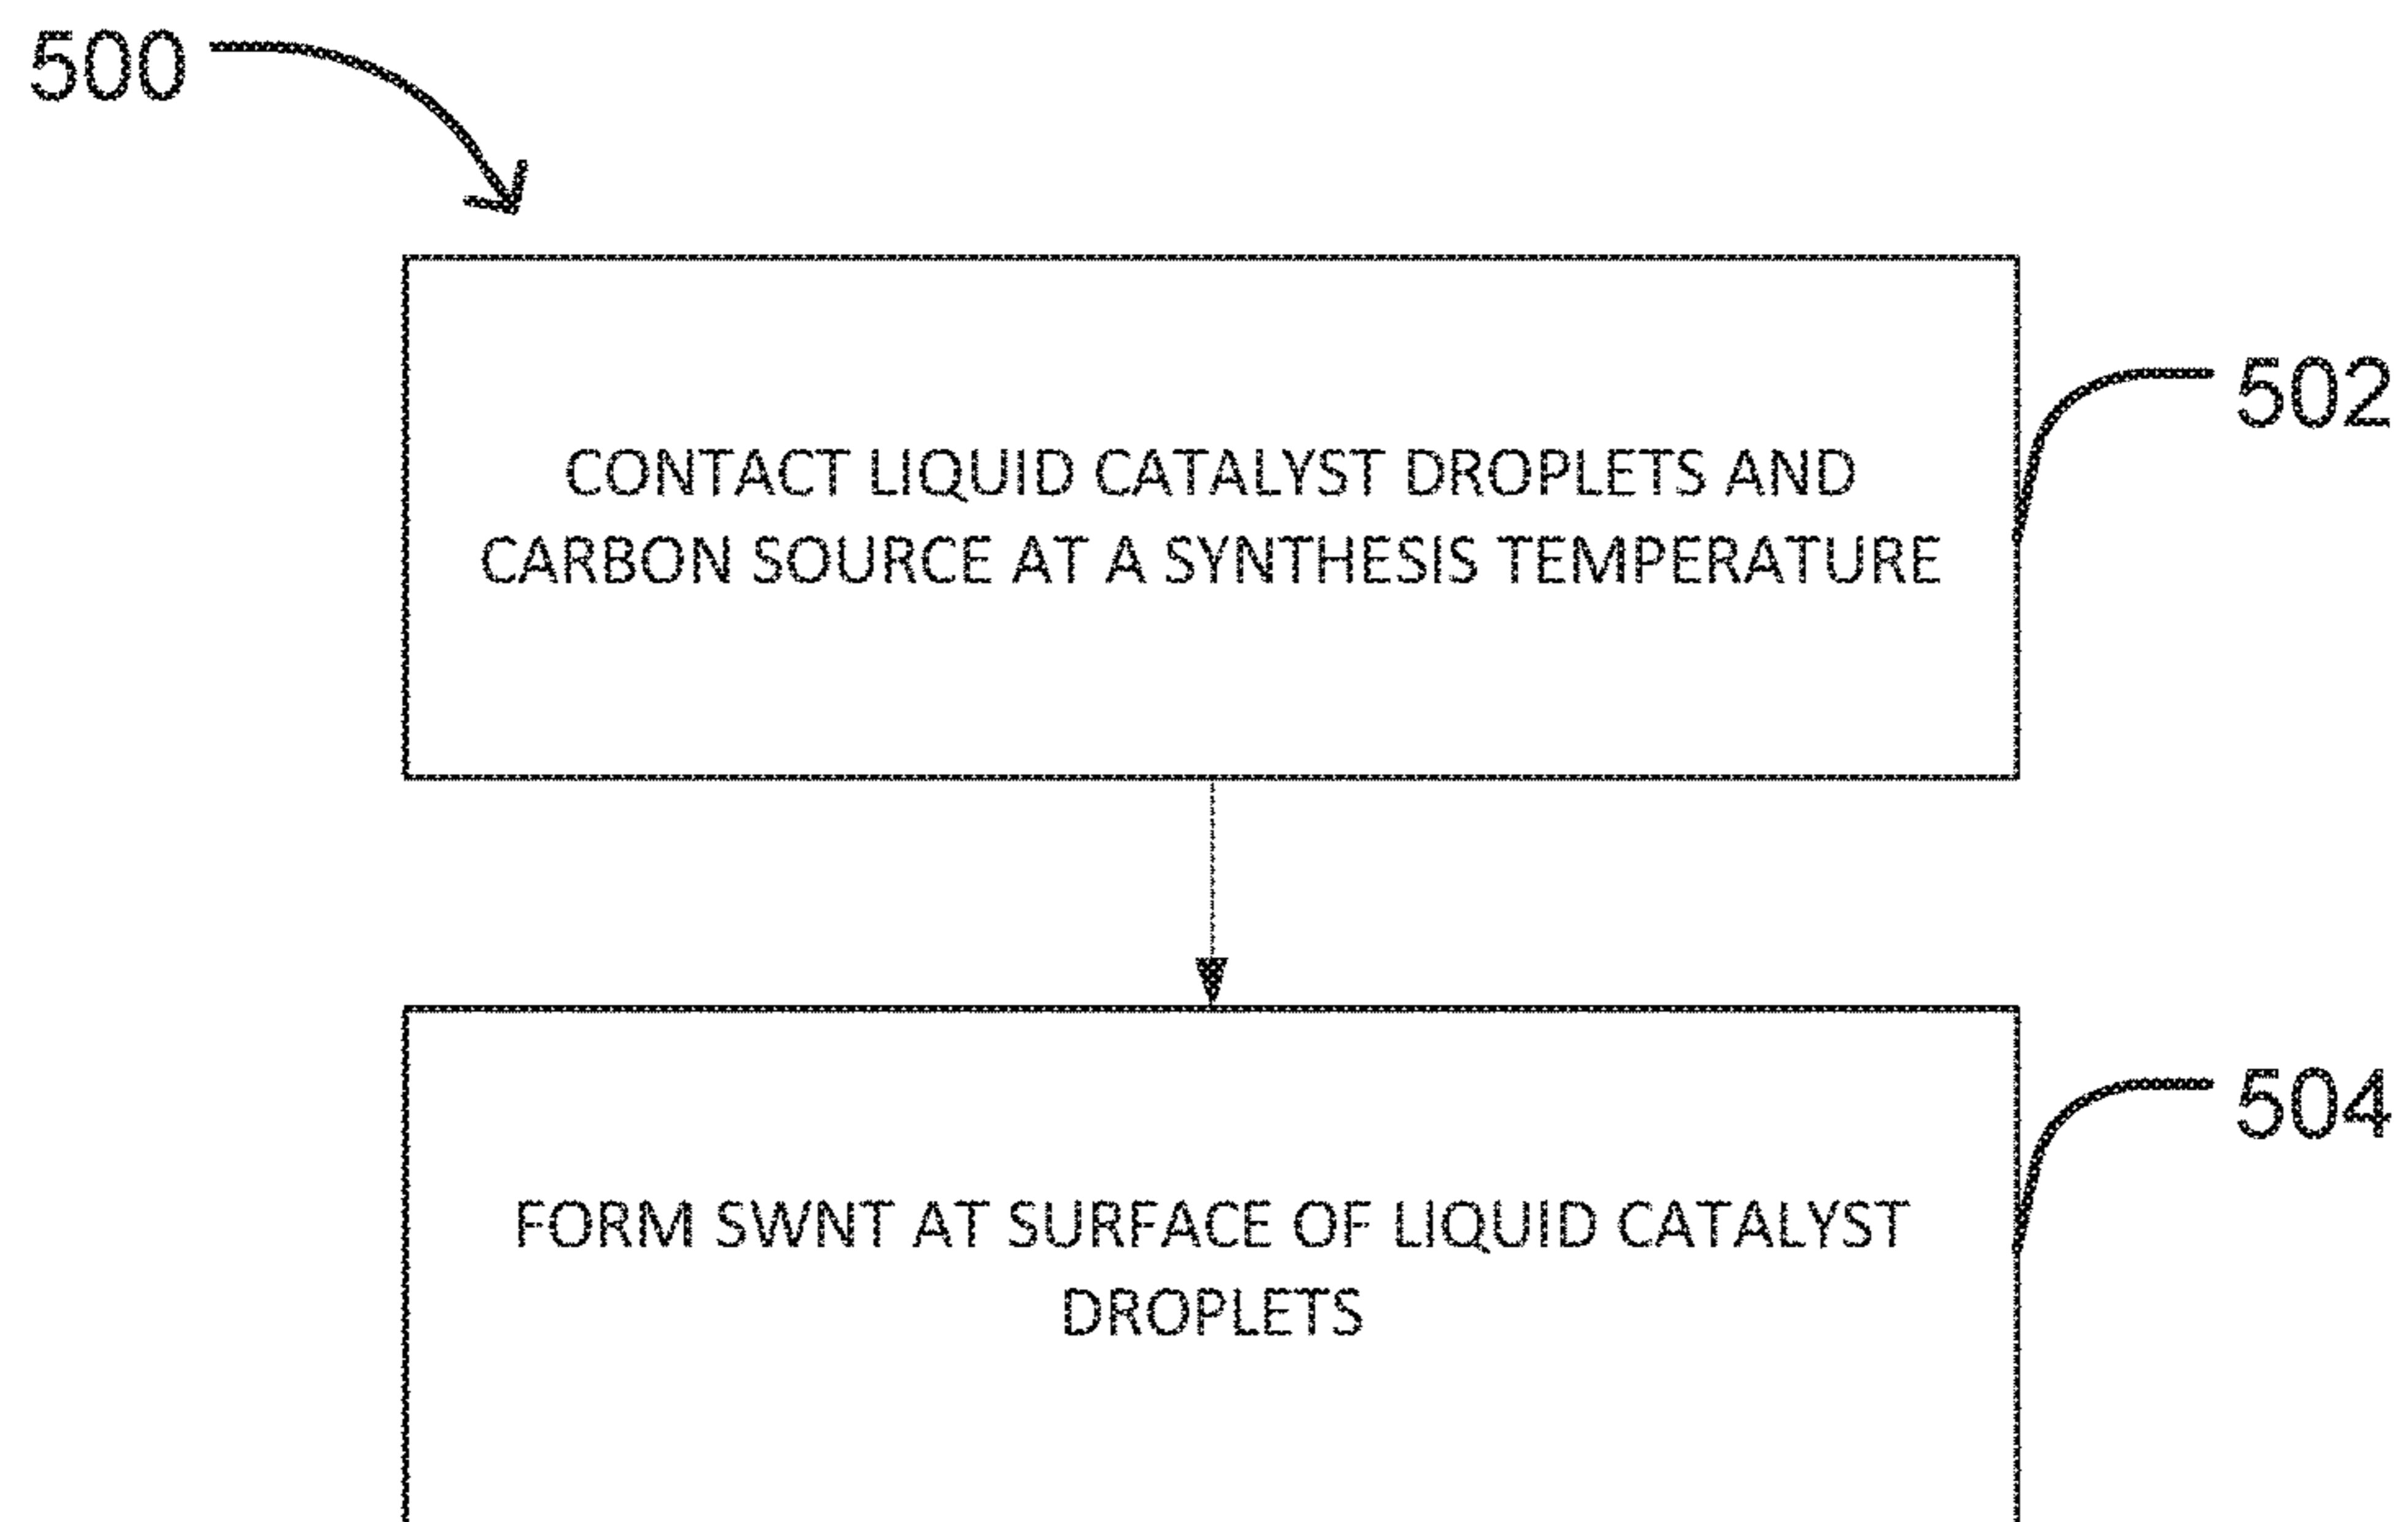 500
CONTACT LIQUID CATALYST DROPLETS AND
CARBON SOURCE AT A SYNTHESIS TEMPERATURE
502
FORM SWNT AT SURFACE OF LIQUID CATALYST
DROPLETS
504